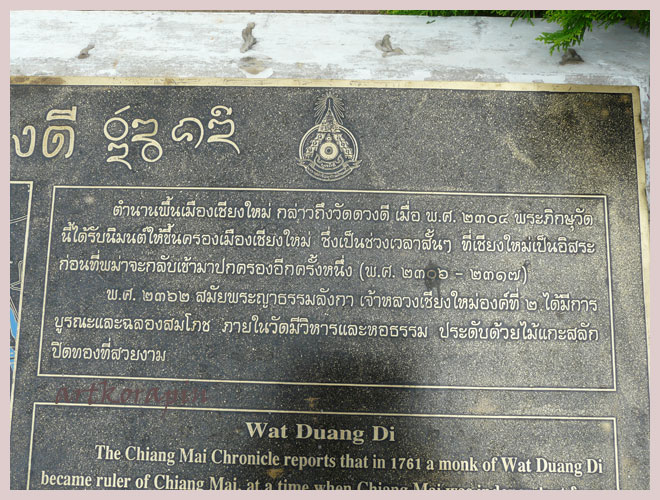 งดี
ตำนานพื้นเมืองเชียงใหม่ กล่าวถึงวัดดวงดี เมื่อ พ.ศ. ๒๓๐๔ พระภิกษุวัด
นี้ได้รับนิมนต์ให้ขึ้นครองเมืองเชียงใหม่ ซึ่งเป็นช่วงเวลาสั้นๆ ที่เชียงใหม่เป็นอิสระ
ก่อนที่พม่าจะกลับเข้ามาปกครองอีกครั้งหนึ่ง (พ.ศ. ๒๓๐๖ - ๒๓๑๗)
พ.ศ. ๒๓๖๒ สมัยพระญาธรรมลังกา เจ้าหลวงเชียงใหม่องค์ที่ ๒ ได้มีการ
บูรณะและฉลองสมโภช ภายในวัดมีวิหารและหอธรรม ประดับด้วยไม้แกะสลัก
ปิดทองที่สวยงาม
artkorapin
Wat Duang Di
The Chiang Mai Chronicle reports that in 1761 a monk of Wat Duang Di
became ruler of Chiang Mai, at a time when Chiang Mai